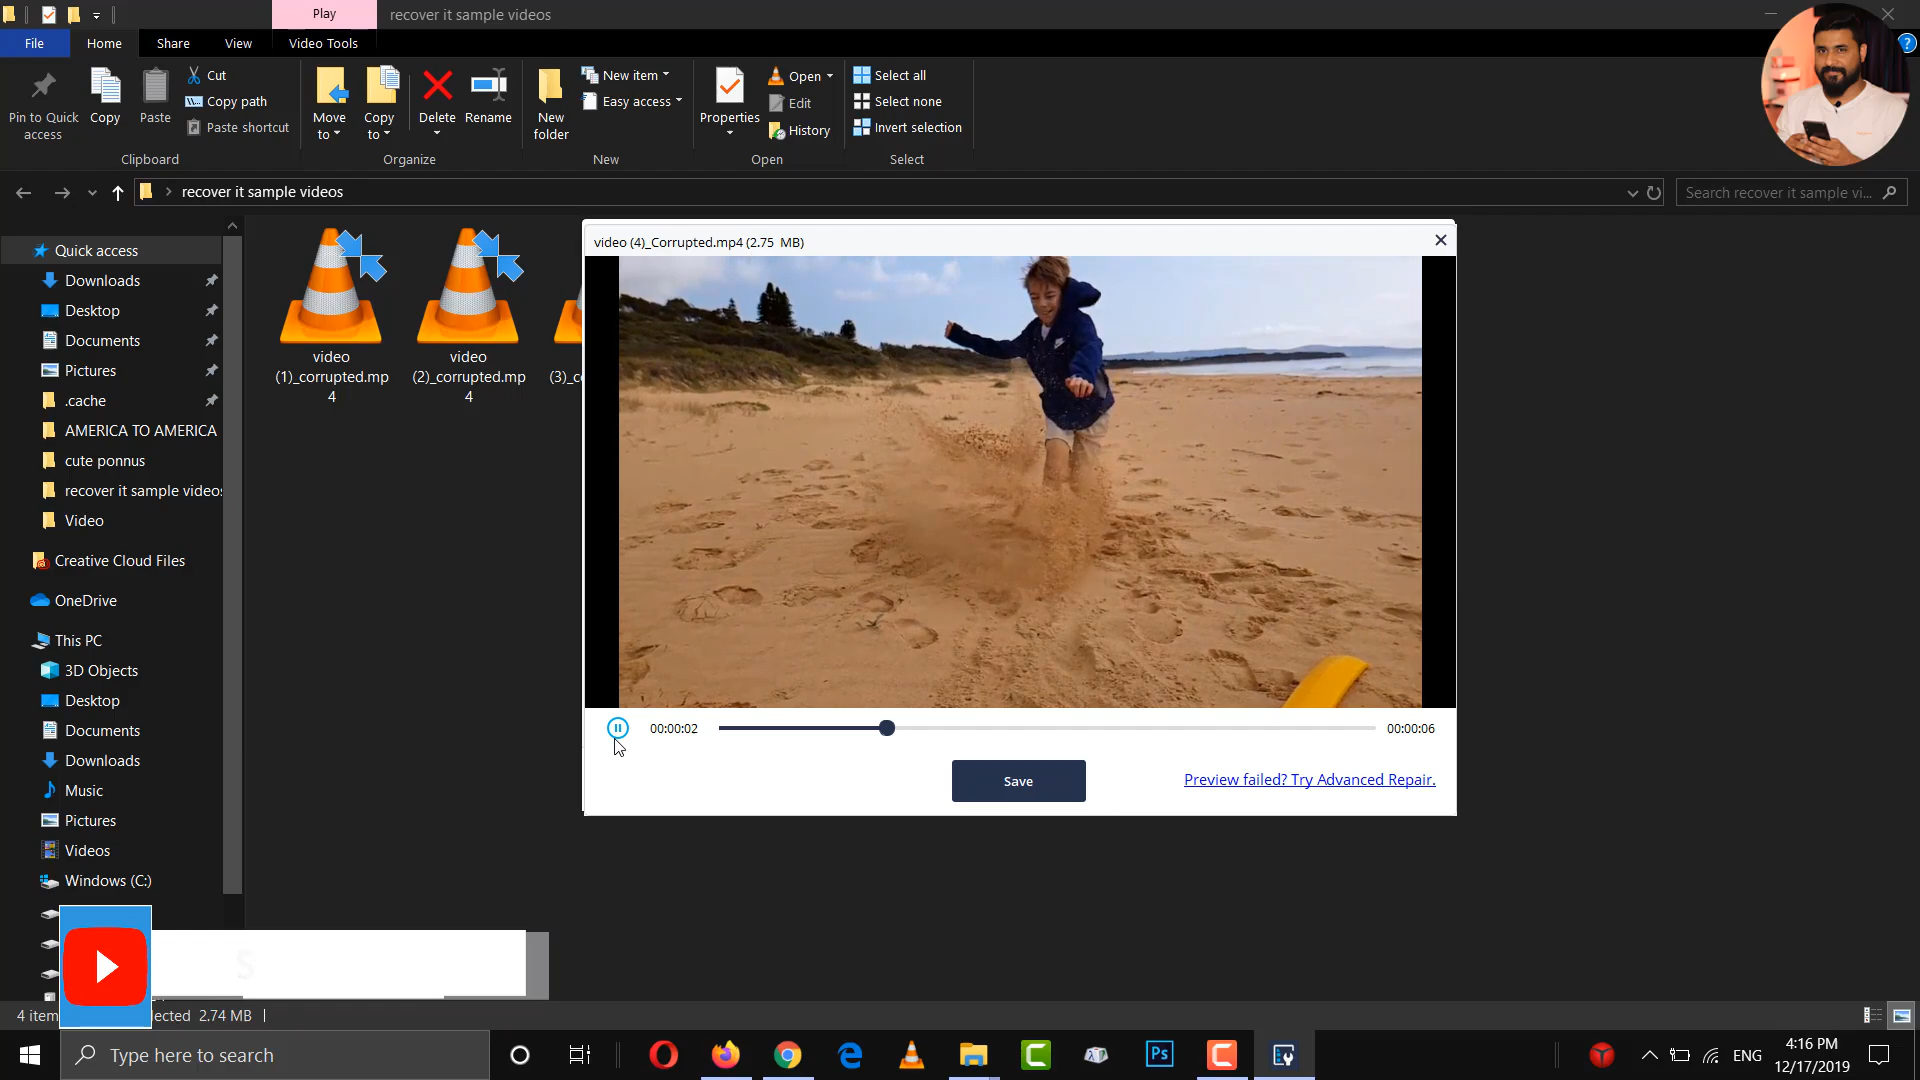 Play
recover it sample videos
File
Home
Share
View
Video Tools
Pin to Quick
access
Copy
Paste
Cut
Copy path
Paste shortcut
Clipboard
Move
to
Copy
to
Delete
Rename
Organize
New
folder
New item
Easy access
New
Properties
Open
Edit
History
Open
Select all
Select none
Invert selection
Select
recover it sample videos
Search recover it sample vi...
Quick access
Downloads
Desktop
Documents
Pictures
.cache
AMERICA TO AMERICA
cute ponnus
recover it sample videos
Video
Creative Cloud Files
OneDrive
This PC
3D Objects
Desktop
Documents
Downloads
Music
Pictures
Videos
Windows (C:)
video
(1)_corrupted.mp
4
video
(2)_corrupted.mp
4
(3)_c
video (4)_Corrupted.mp4 (2.75 MB)
00:00:02
00:00:06
Save
Preview failed? Try Advanced Repair.
S
4 item
ected 2.74 MB
Type here to search
Ps
ENG
4:16 PM
12/17/2019